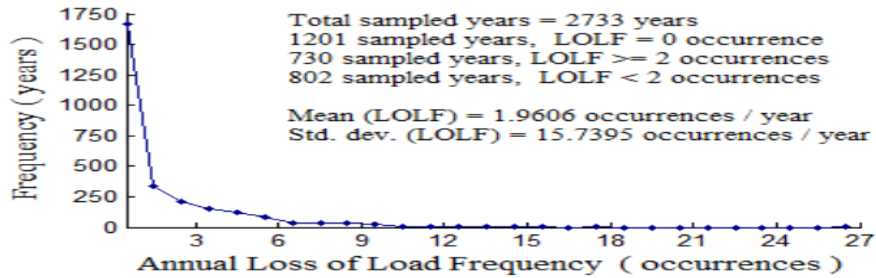 Total sampled years = 2733 years
1201 sampled years, LOLF = 0 occurrence
730 sampled years, LOLF >= 2 occurrences
802 sampled years, LOLF < 2 occurrences
Mean (LOLF) = 1.9606 occurrences / year
Std. dev. (LOLF) = 15.7395 occurrences / year
Frequency ( years )
1750
1500
1250
1000
750
500
250
0
3 6 9 12 15 18 21 24 27
Annual Loss of Load Frequency ( occurrences )